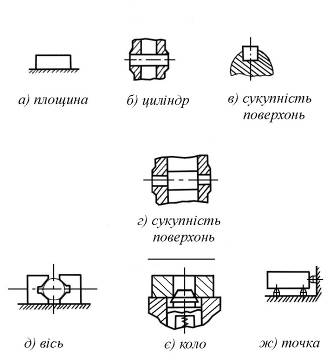 а) площина
б) циліндр
в) сукупність
поверхонь
г) сукупність
поверхонь
д) вісь
є) коло
ж) точка